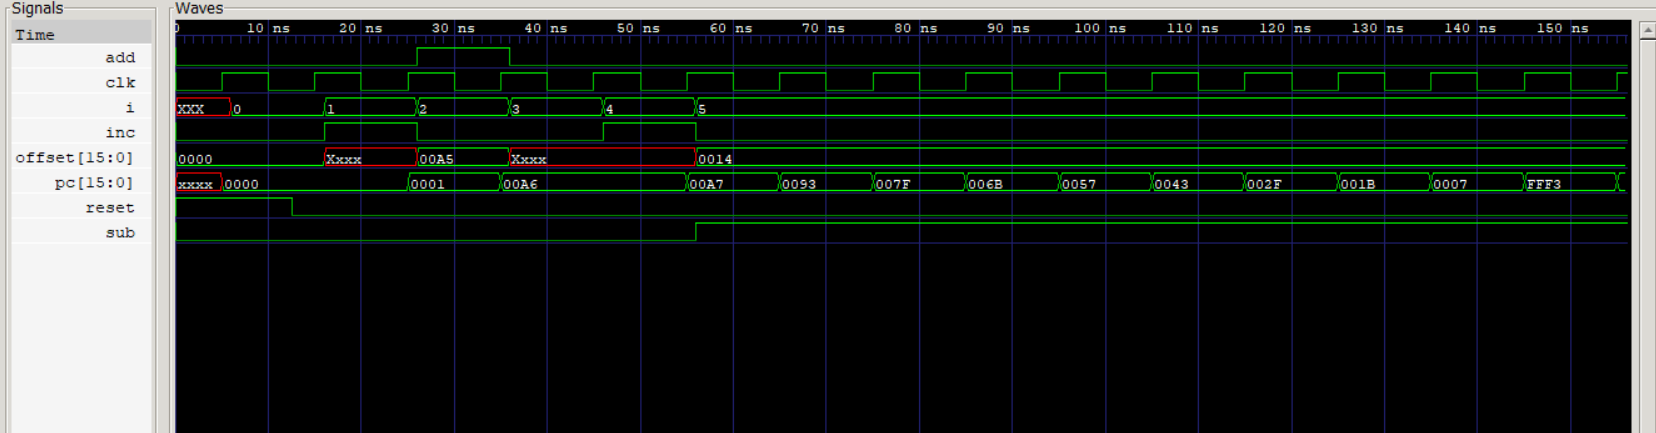 Signals Waves
Time 0 10 ns 20 ns 30 ns 40 ns 50 ns 60 ns 70 ns 80 ns 90 ns 100 ns 110 ns 120 ns 130 ns 140 ns 150 ns
add
clk
i XXX 0 1 2 3 4 5
inc
offset[15:0] 0000 Xxxx 00A5 Xxxx 0014
pc[15:0] xxxx 0000 0001 00A6 00A7 0093 007F 006B 0057 0043 002F 001B 0007 FFF3
reset
sub